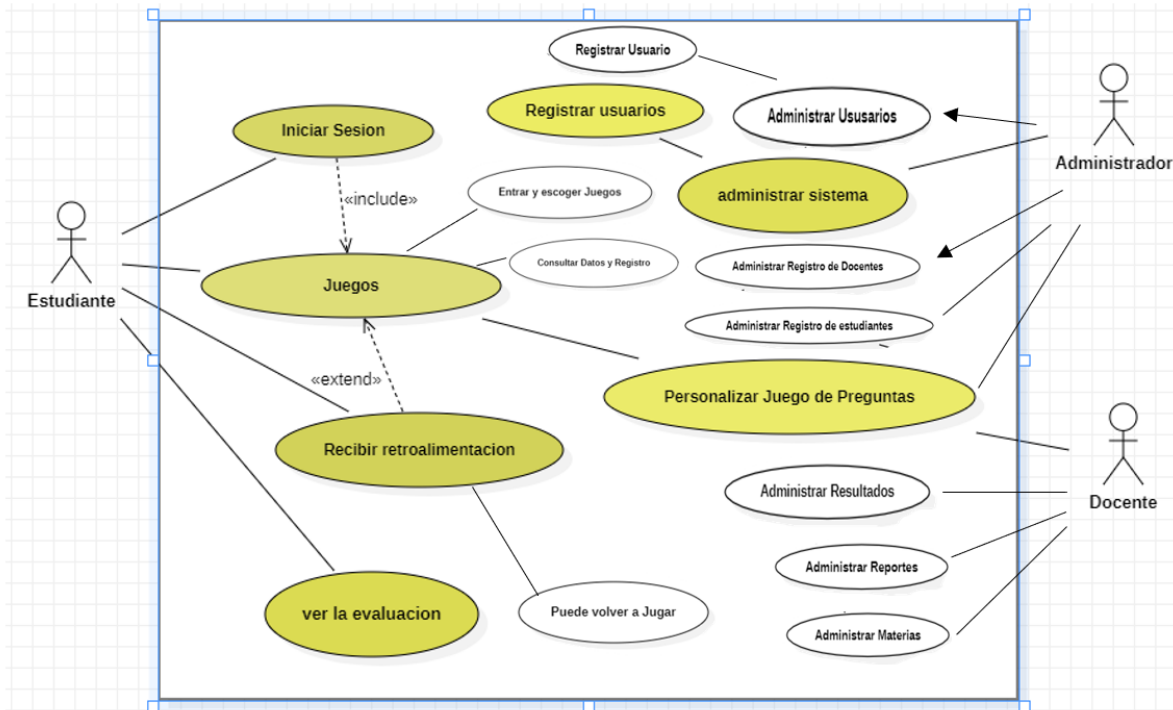 Registrar Usuario
Registrar usuarios
Administrar Ususarios
Iniciar Sesion
Administrador
Entrar y escoger Juegos
administrar sistema
«include»
Consultar Datos y Registro
Administrar Registro de Docentes
Juegos
Estudiante
Administrar Registro de estudiantes
«extend»
Personalizar Juego de Preguntas
Recibir retroalimentacion
Administrar Resultados
Docente
Administrar Reportes
ver la evaluacion
Puede volver a Jugar
Administrar Materias